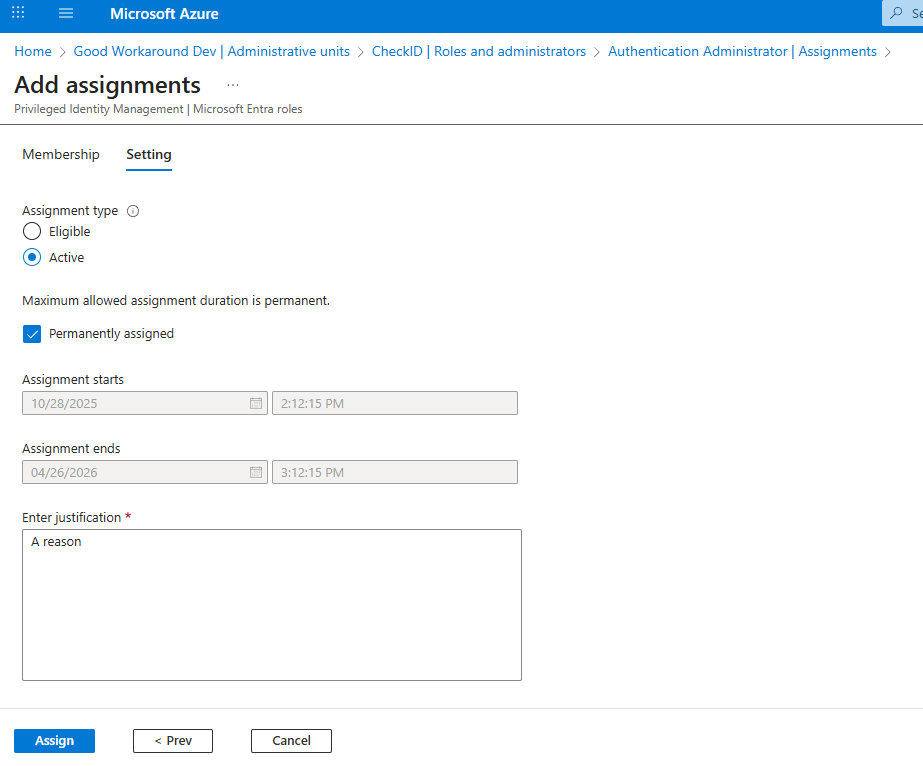 Microsoft Azure
Se
Home > Good Workaround Dev | Administrative units > CheckID | Roles and administrators > Authentication Administrator | Assignments >
Add assignments ...
Privileged Identity Management | Microsoft Entra roles
Membership Setting
Assignment type
Eligible
Active
Maximum allowed assignment duration is permanent.
Permanently assigned
Assignment starts
10/28/2025 2:12:15 PM
Assignment ends
04/26/2026 3:12:15 PM
Enter justification *
A reason
Assign < Prev Cancel